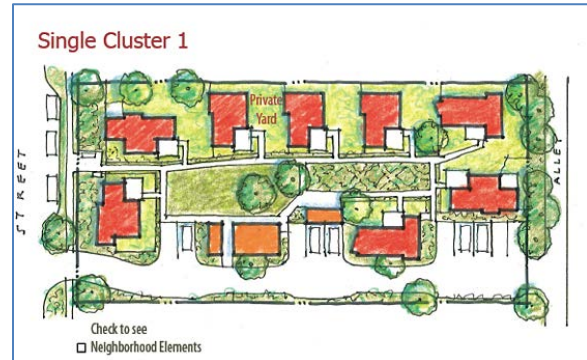 Single Cluster 1
Private
Yard
STREET
ALLEY
Check to see
Neighborhood Elements